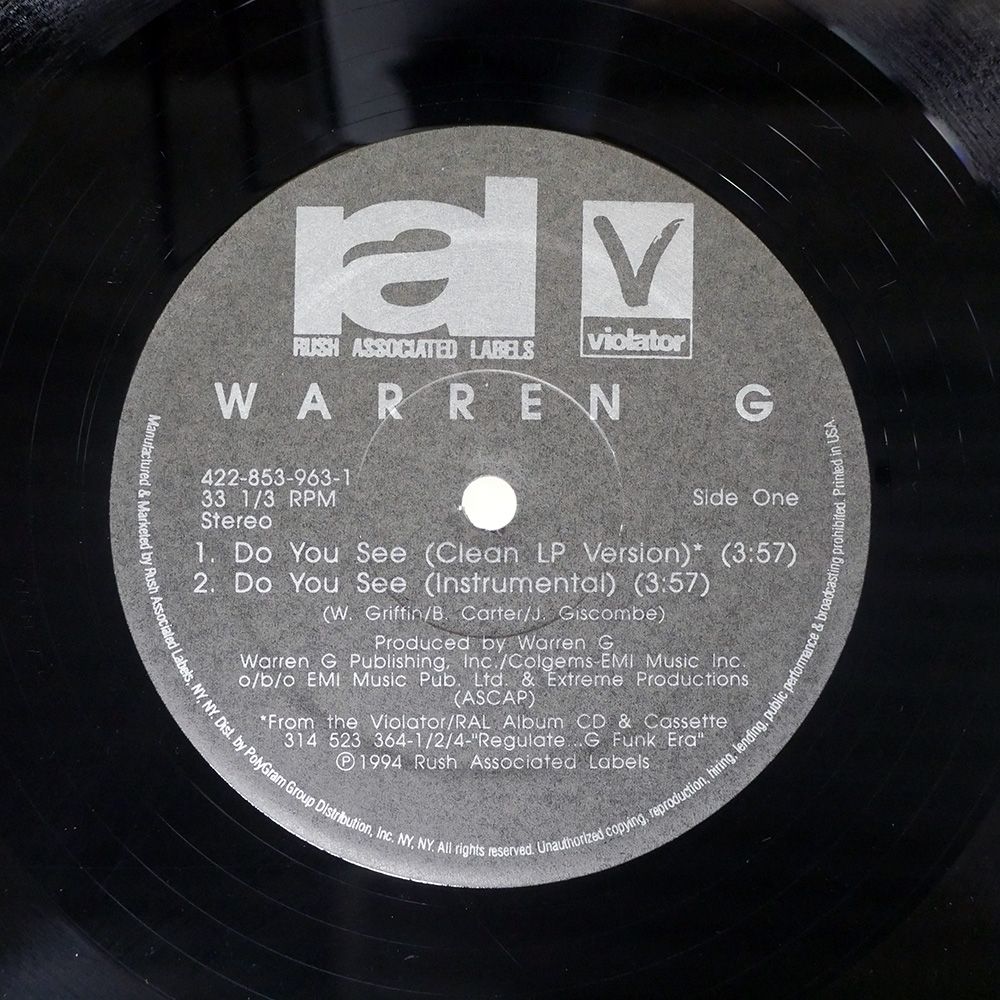 ral
RUSH ASSOCIATED LABELS
V
violator
WARREN G
422-853-963-1
33 1/3 RPM
Stereo
Side One
1. Do You See (Clean LP Version)* (3:57)
2. Do You See (Instrumental) (3:57)
(W. Griffin/B. Carter/J. Giscombe)
Produced by Warren G
Warren G Publishing, Inc./Colgems-EMI Music Inc.
o/b/o EMI Music Pub. Ltd. & Extreme Productions
(ASCAP)
*From the Violator/RAL Album CD & Cassette
314 523 364-1/2/4-"Regulate...G Funk Era"
℗1994 Rush Associated Labels
Manufactured & Marketed by Rush Associated Labels, NY, NY. Dist. by PolyGram Group Distribution, Inc. NY, NY. All rights reserved. Unauthorized copying, reproduction, hiring, lending, public performance & broadcasting prohibited. Printed in USA.